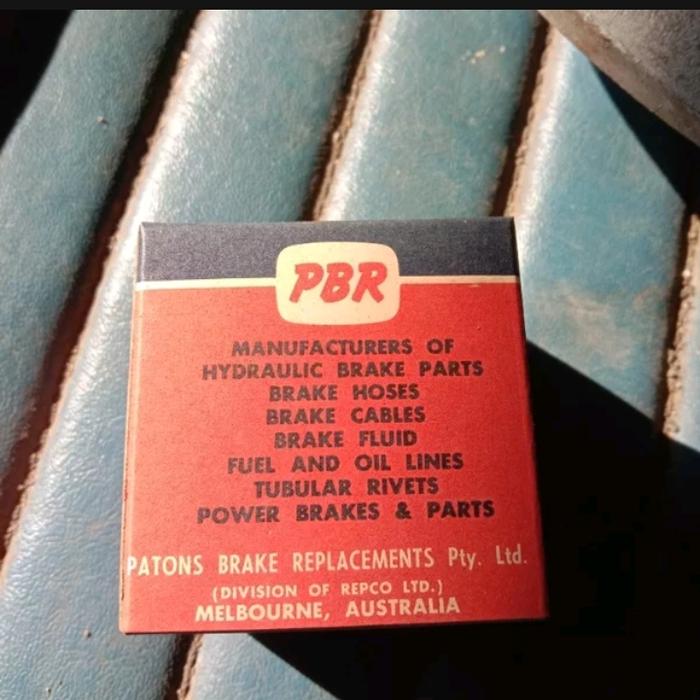 PBR
MANUFACTURERS OF
HYDRAULIC BRAKE PARTS
BRAKE HOSES
BRAKE CABLES
BRAKE FLUID
FUEL AND OIL LINES
TUBULAR RIVETS
POWER BRAKES & PARTS
PATONS BRAKE REPLACEMENTS Pty. Ltd.
(DIVISION OF REPCO LTD.)
MELBOURNE, AUSTRALIA